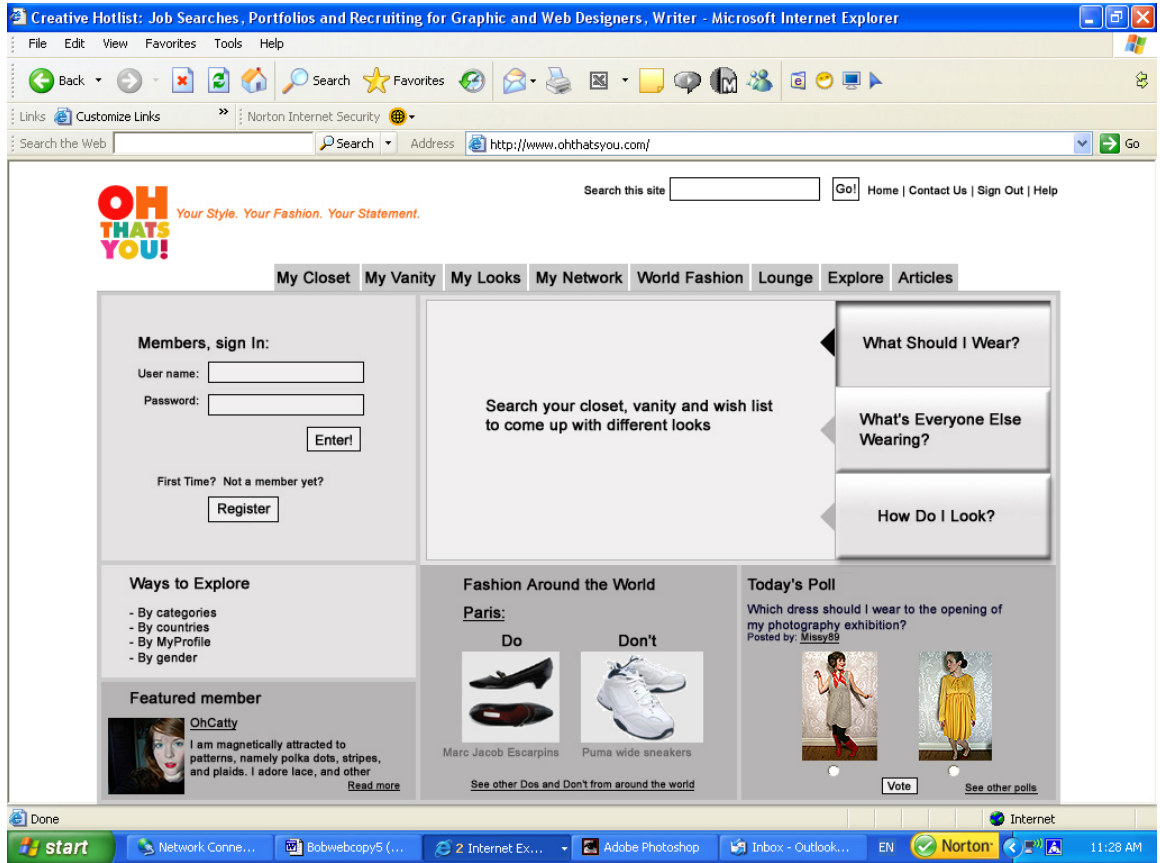 Creative Hotlist: Job Searches, Portfolios and Recruiting for Graphic and Web Designers, Writer - Microsoft Internet Explorer
File Edit View Favorites Tools Help
Back Search Favorites
Links Customize Links » Norton Internet Security
Search the Web Search Address http://www.ohthatsyou.com/ Go
Search this site Go! Home | Contact Us | Sign Out | Help
OH
THATS
YOU!
Your Style. Your Fashion. Your Statement.
My Closet My Vanity My Looks My Network World Fashion Lounge Explore Articles
Members, sign In:
User name:
Password:
Enter!
First Time? Not a member yet?
Register
Search your closet, vanity and wish list
to come up with different looks
What Should I Wear?
What's Everyone Else
Wearing?
How Do I Look?
Ways to Explore
- By categories
- By countries
- By MyProfile
- By gender
Featured member
OhCatty
I am magnetically attracted to
patterns, namely polka dots, stripes,
and plaids. I adore lace, and other
Read more
Fashion Around the World
Paris:
Do Don't
Marc Jacob Escarpins Puma wide sneakers
See other Dos and Don't from around the world
Today's Poll
Which dress should I wear to the opening of
my photography exhibition?
Posted by: Missy89
Vote
See other polls
Done Internet
start Network Conne... Bobwebcopy5 (... 2 Internet Ex... Adobe Photoshop Inbox - Outlook... EN Norton 11:28 AM